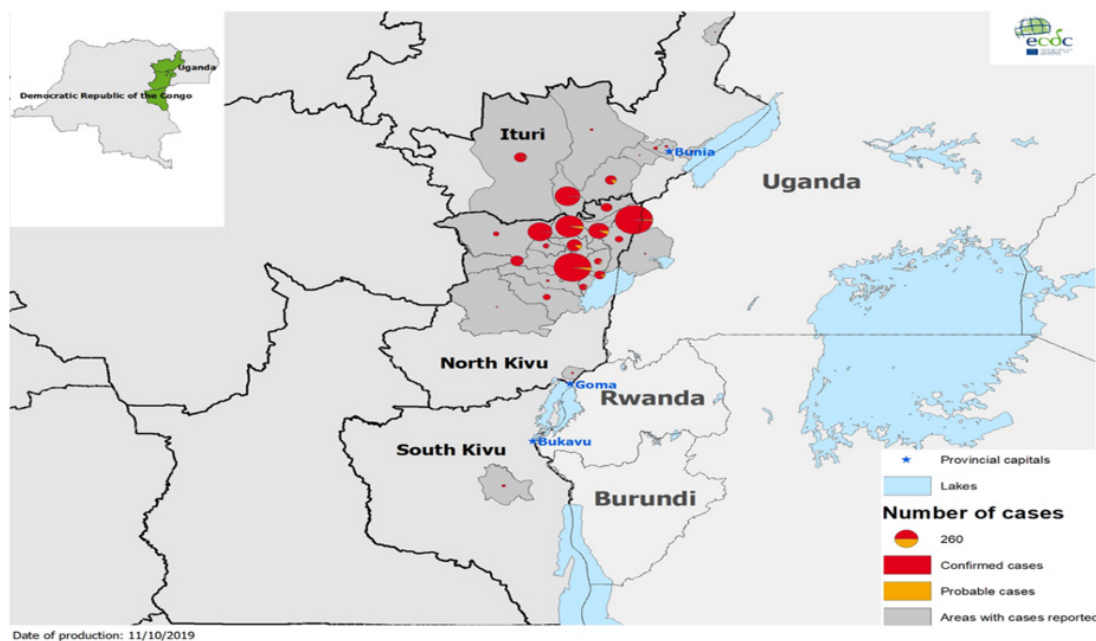 Uganda
Democratic Republic of the Congo
ecdc
Ituri
Bunia
Uganda
North Kivu
Goma
Rwanda
South Kivu
Bukavu
Burundi
Provincial capitals
Lakes
Number of cases
260
Confirmed cases
Probable cases
Areas with cases reported
Date of production: 11/10/2019